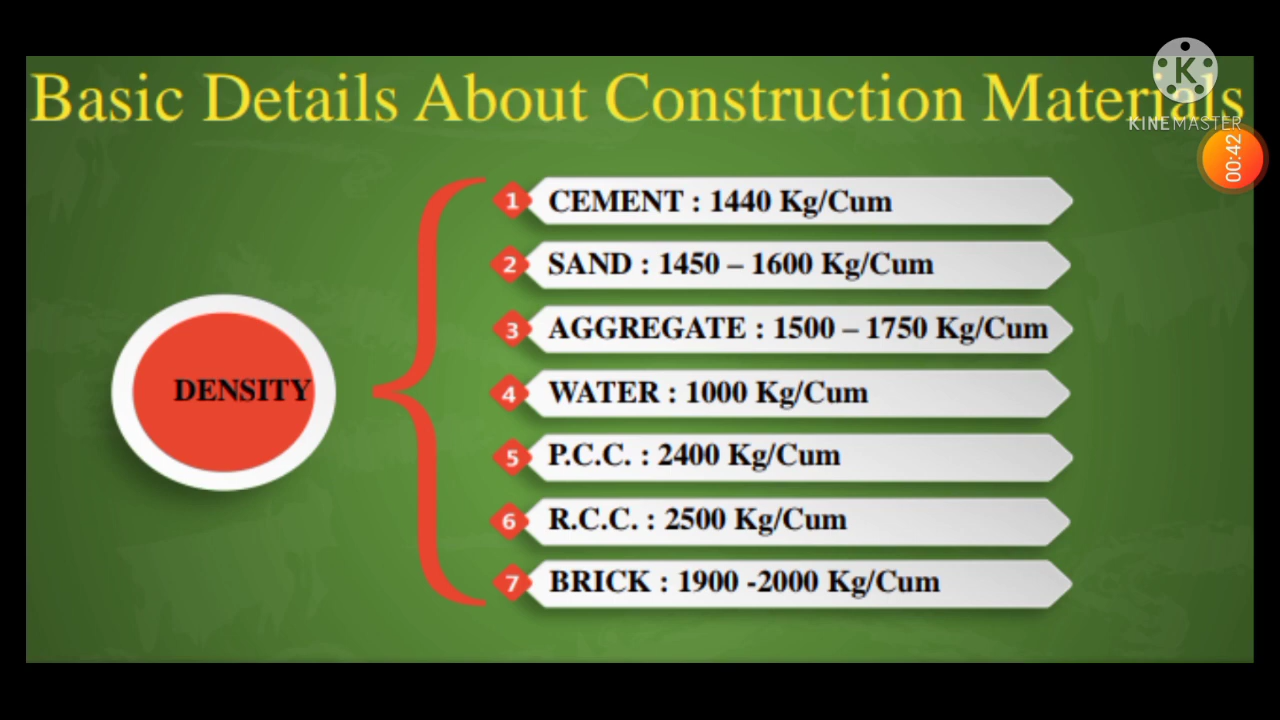 Basic Details About Construction Materials
K
KINEMASTER
00:42
1 CEMENT : 1440 Kg/Cum
2 SAND : 1450 – 1600 Kg/Cum
3 AGGREGATE : 1500 – 1750 Kg/Cum
4 WATER : 1000 Kg/Cum
DENSITY
5 P.C.C. : 2400 Kg/Cum
6 R.C.C. : 2500 Kg/Cum
7 BRICK : 1900 -2000 Kg/Cum